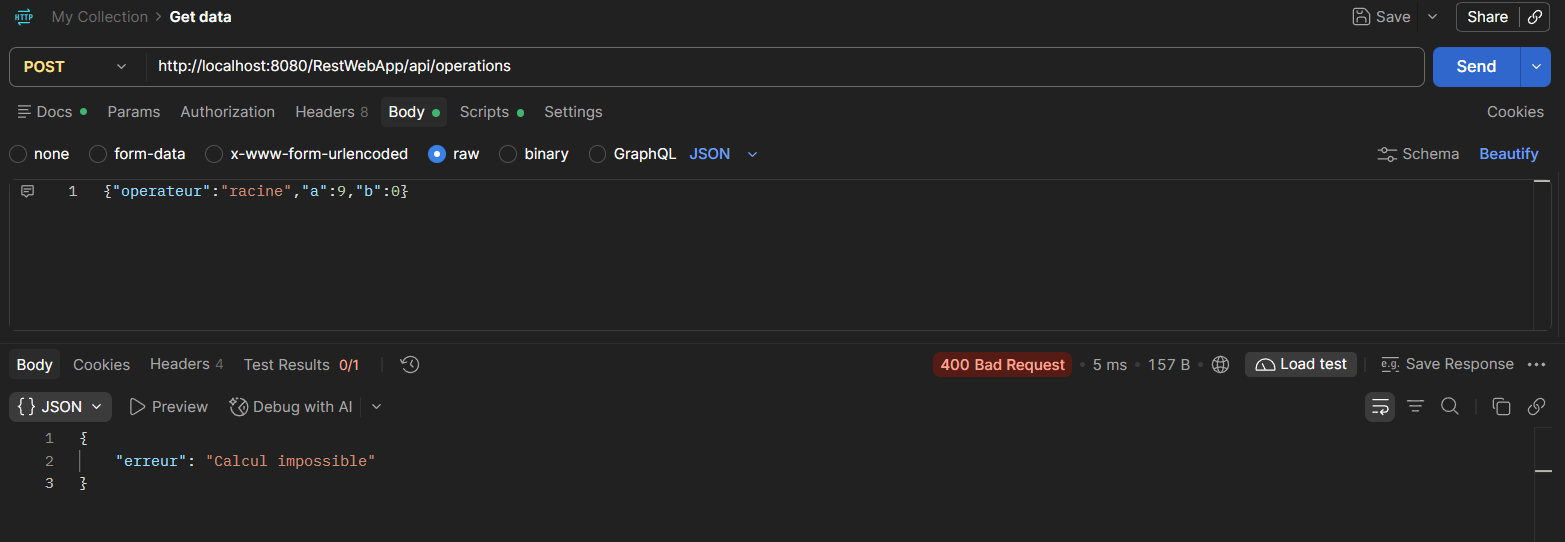 HTTP My Collection > Get data Save Share
POST http://localhost:8080/RestWebApp/api/operations Send
Docs Params Authorization Headers 8 Body Scripts Settings Cookies
none form-data x-www-form-urlencoded raw binary GraphQL JSON Schema Beautify
1 {"operateur":"racine","a":9,"b":0}
Body Cookies Headers 4 Test Results 0/1 400 Bad Request • 5 ms • 157 B • Load test e.g. Save Response
{} JSON Preview Debug with AI
1 {
2 "erreur": "Calcul impossible"
3 }